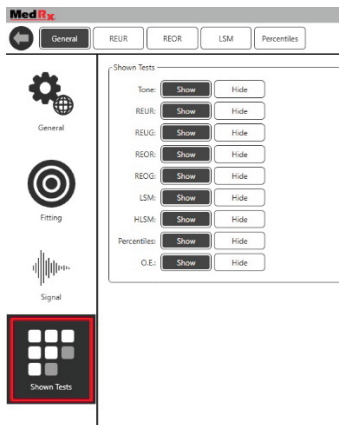 MedRx
General REUR REOR LSM Percentiles
Shown Tests
Tone: Show Hide
REUR: Show Hide
REUG: Show Hide
REOR: Show Hide
REOG: Show Hide
LSM: Show Hide
HLSM: Show Hide
Percentiles: Show Hide
O.E.: Show Hide
General
Fitting
Signal
Shown Tests